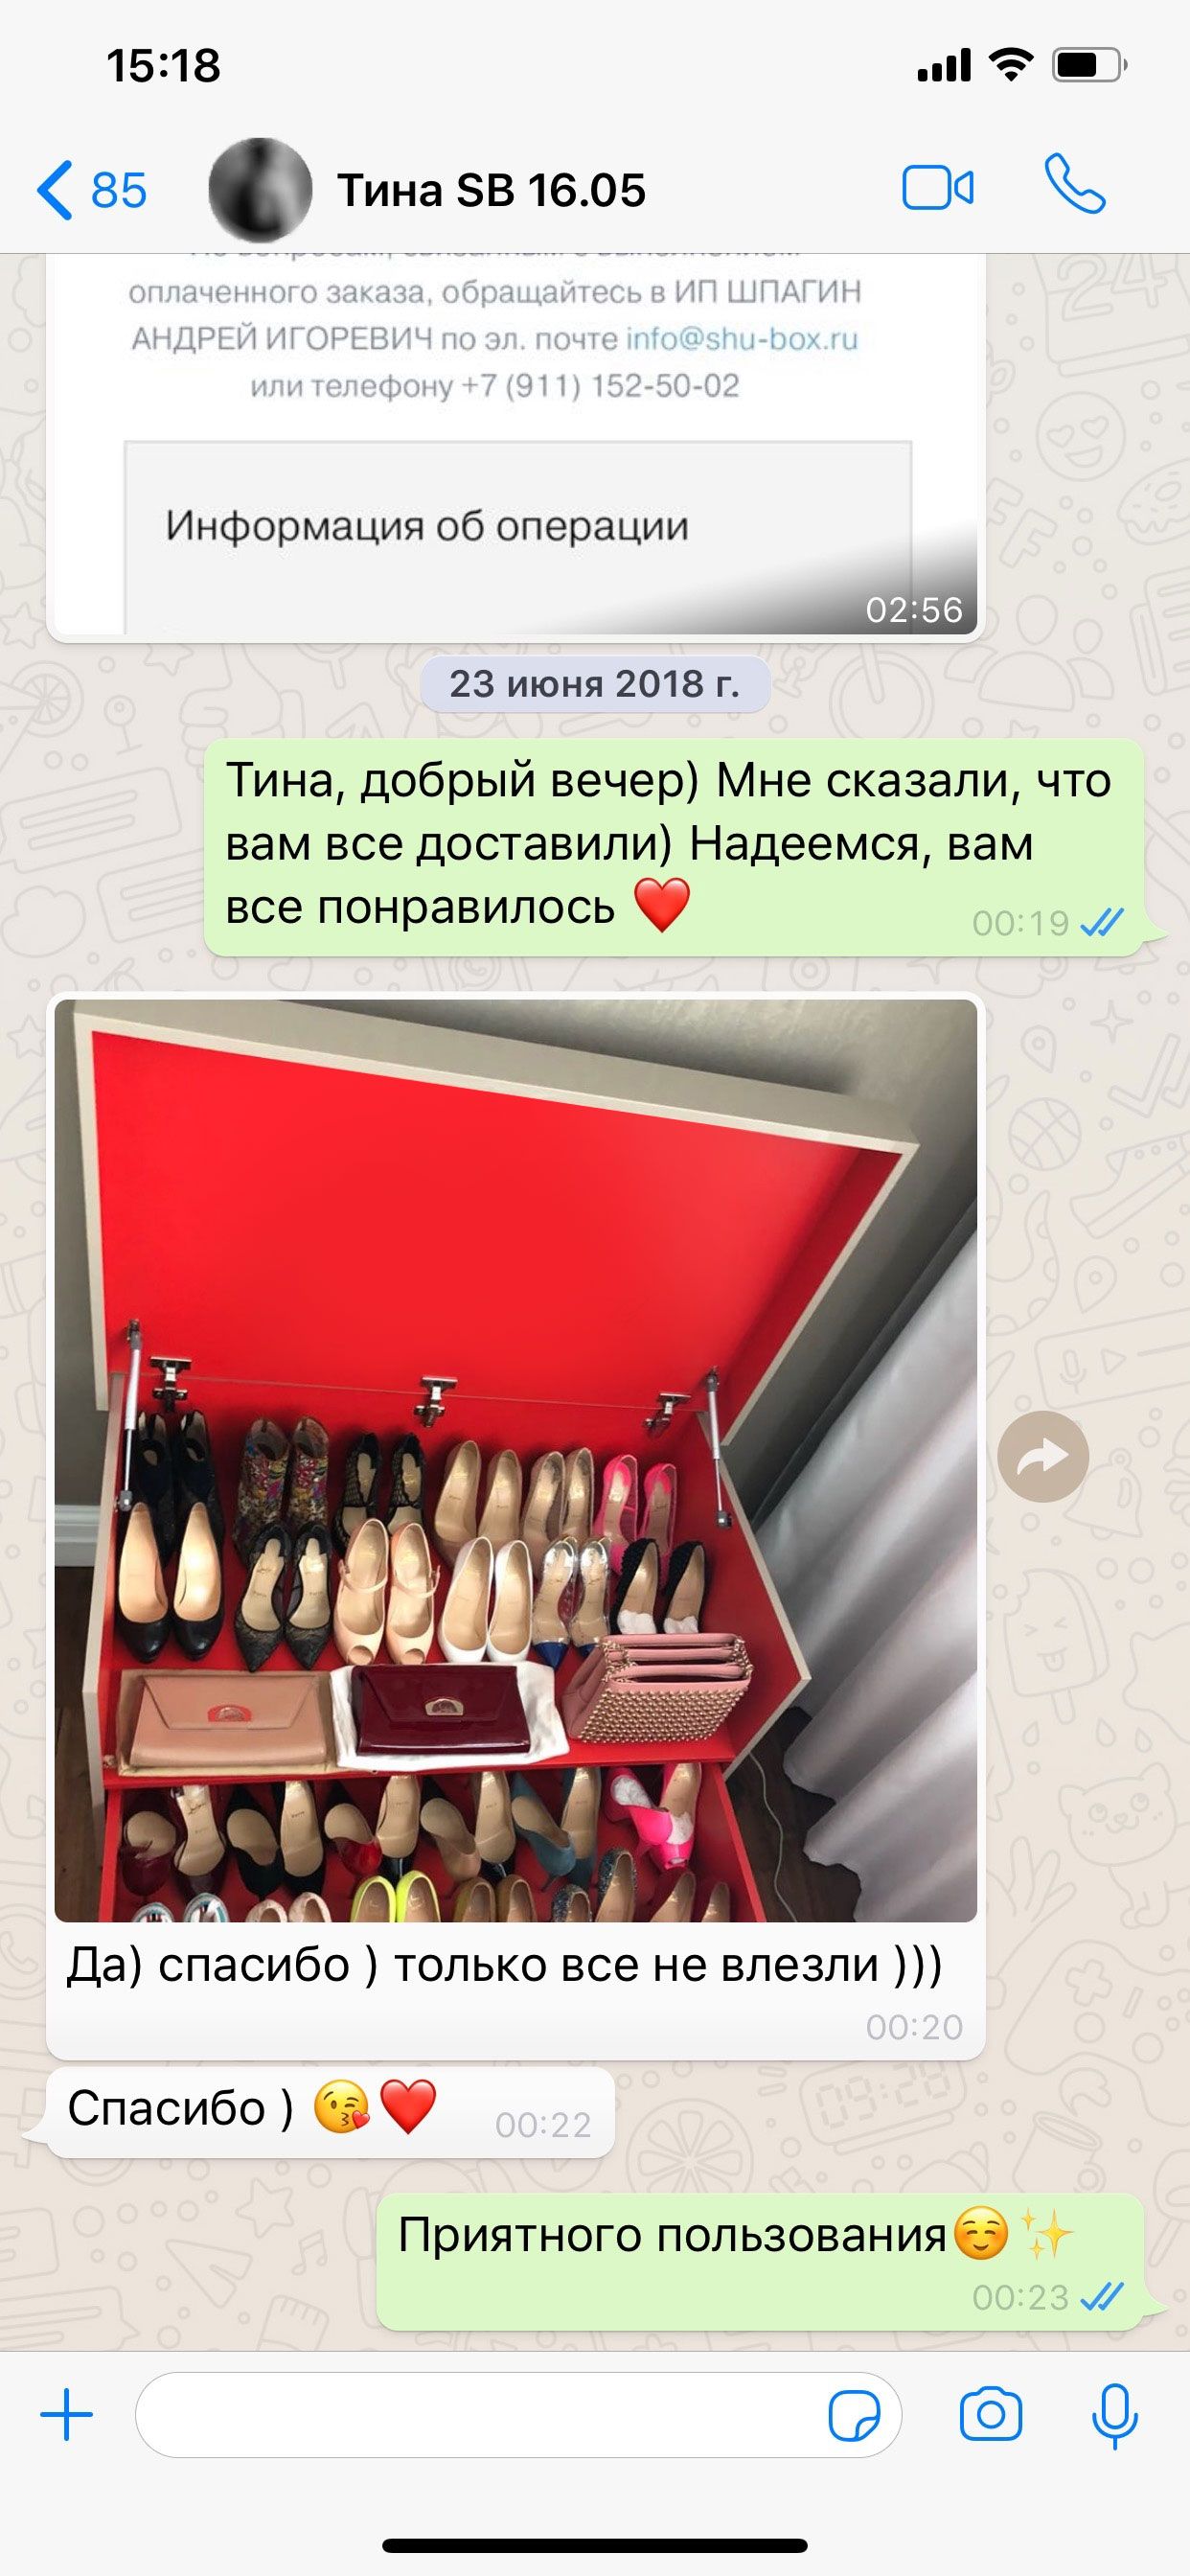 15:18
85
Тина SB 16.05
оплаченного заказа, обращайтесь в ИП ШПАГИН
АНДРЕЙ ИГОРЕВИЧ по эл. почте info@shu-box.ru
или телефону +7 (911) 152-50-02
Информация об операции
02:56
23 июня 2018 г.
Тина, добрый вечер) Мне сказали, что
вам все доставили) Надеемся, вам
все понравилось ❤️
00:19
Да) спасибо ) только все не влезли )))
00:20
Спасибо ) 😘❤️
00:22
Приятного пользования☺️✨
00:23